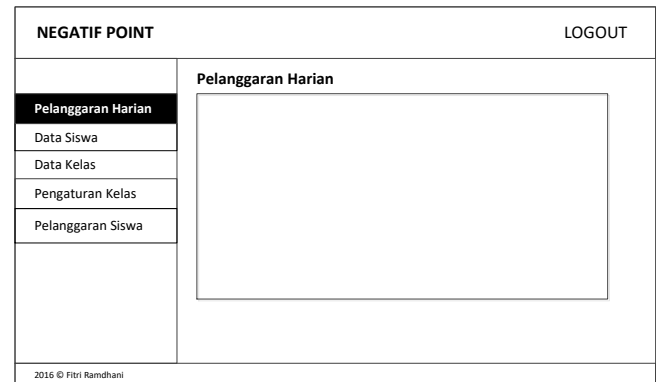 NEGATIF POINT
LOGOUT
Pelanggaran Harian
Data Siswa
Data Kelas
Pengaturan Kelas
Pelanggaran Siswa
Pelanggaran Harian
2016 © Fitri Ramdhani